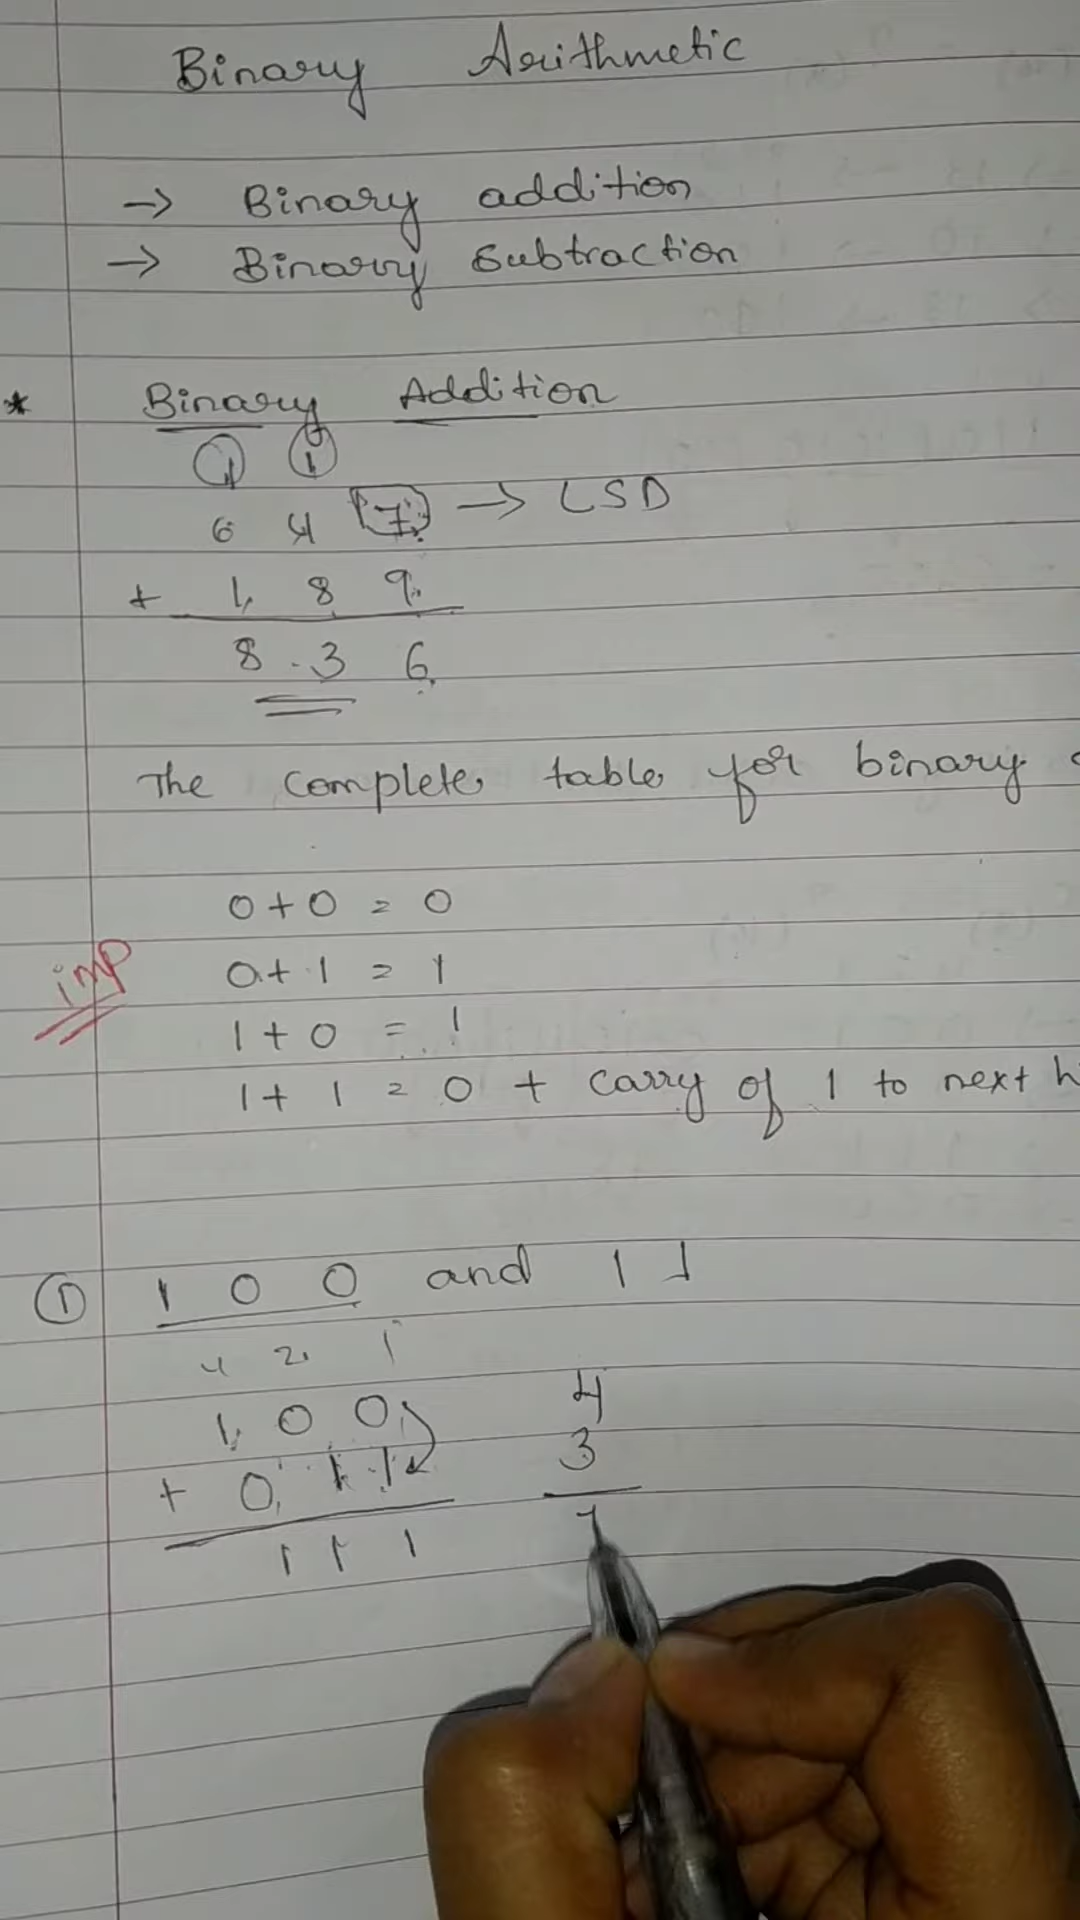 Binary Arithmetic
→ Binary addition
→ Binary Subtraction
* Binary Addition
1 1
6 4 7 → LSD
+ 1 8 9
8 3 6
The complete table for binary
0 + 0 = 0
imp
0 + 1 = 1
1 + 0 = 1
1 + 1 = 0 + carry of 1 to next
① 1 0 0 and 1 1
4 2 1
1 0 0 4
+ 0 1 1 3
1 1 1 7